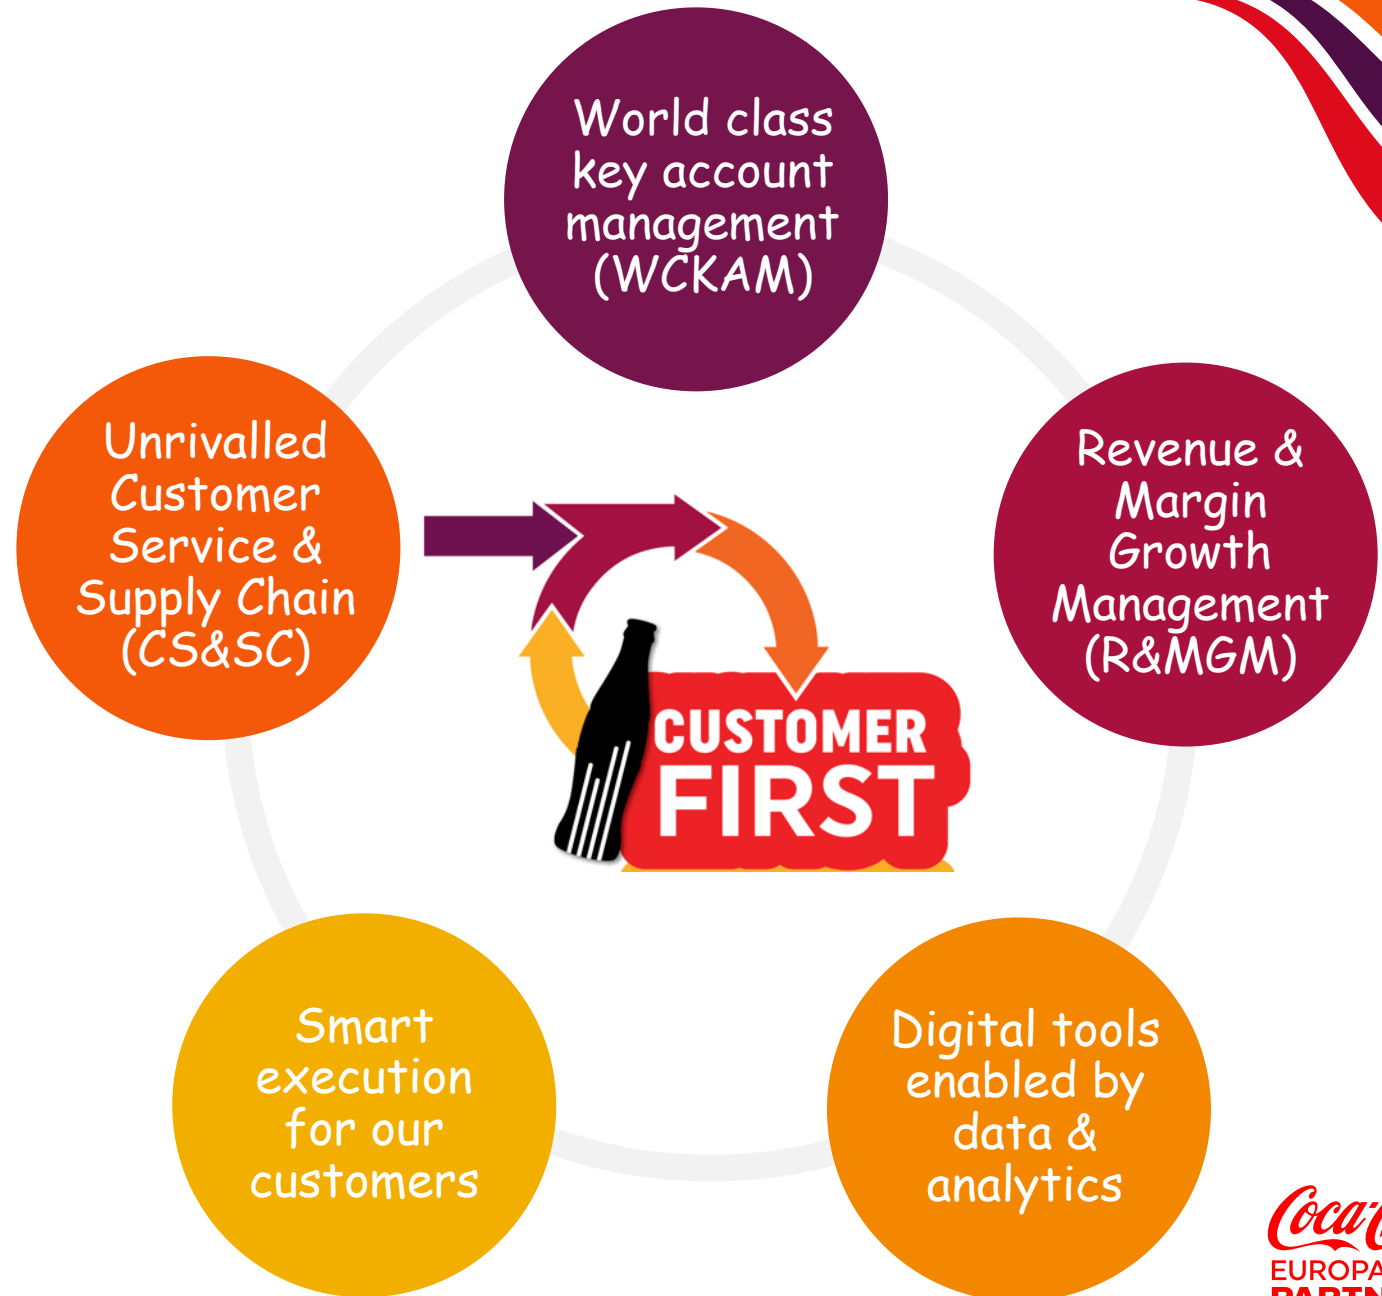 World class
key account
management
(WCKAM)
Revenue &
Margin
Growth
Management
(R&MGM)
Digital tools
enabled by
data &
analytics
Smart
execution
for our
customers
Unrivalled
Customer
Service &
Supply Chain
(CS&SC)
CUSTOMER
FIRST